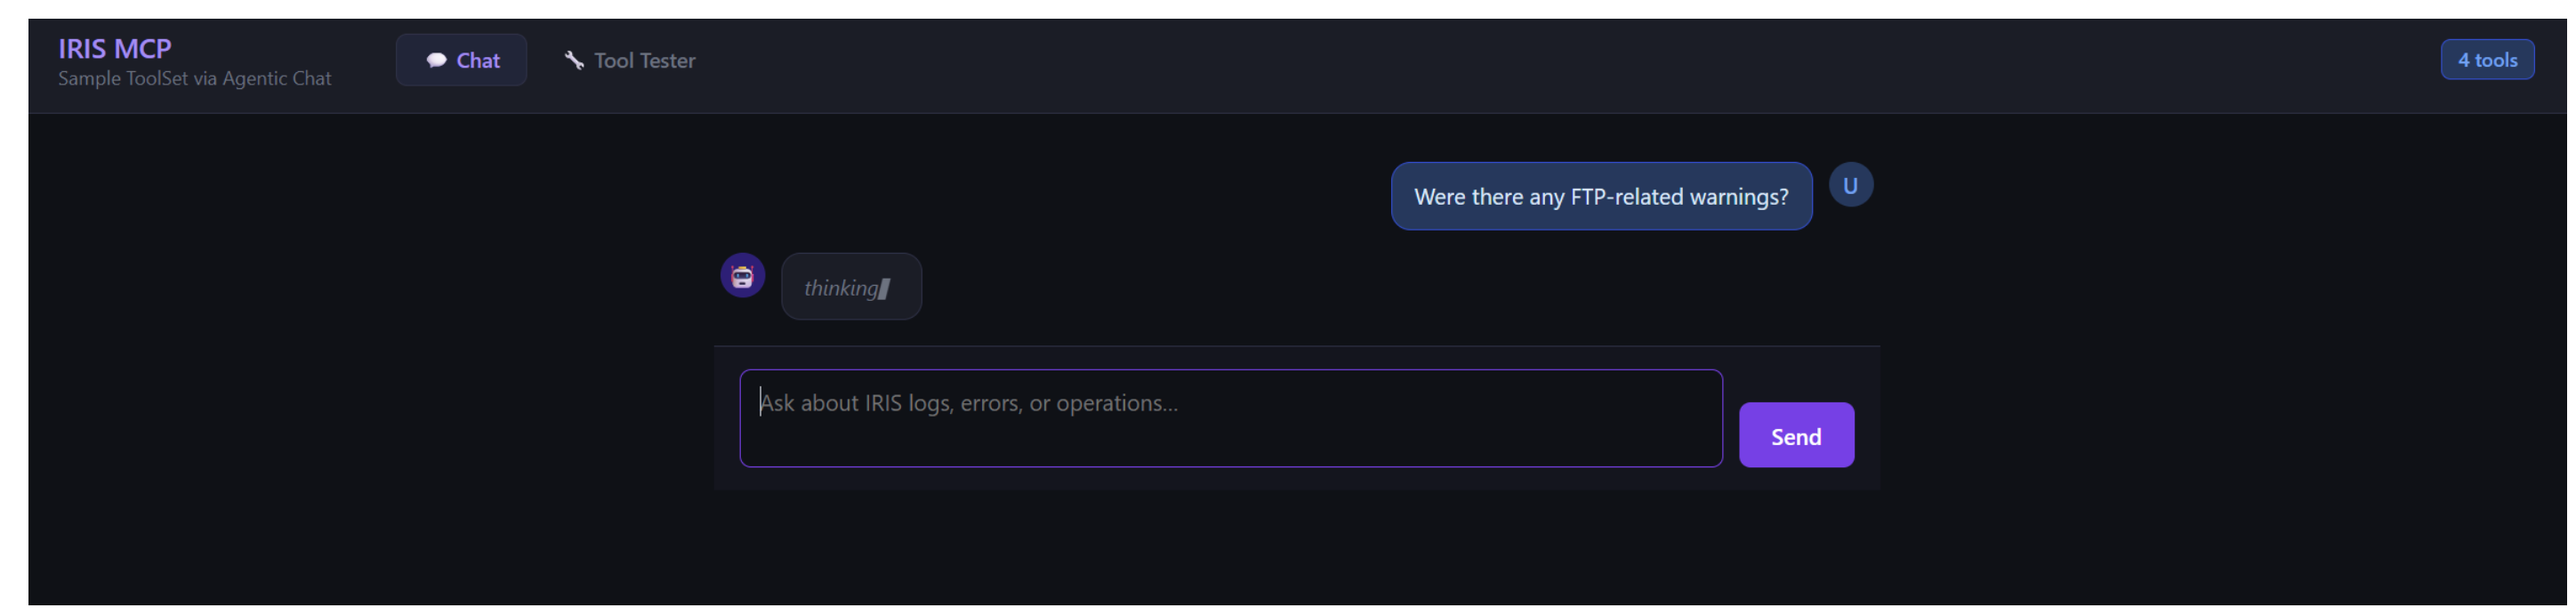 IRIS MCP
Sample ToolSet via Agentic Chat
Chat
Tool Tester
4 tools
Were there any FTP-related warnings?
U
thinking
Ask about IRIS logs, errors, or operations...
Send